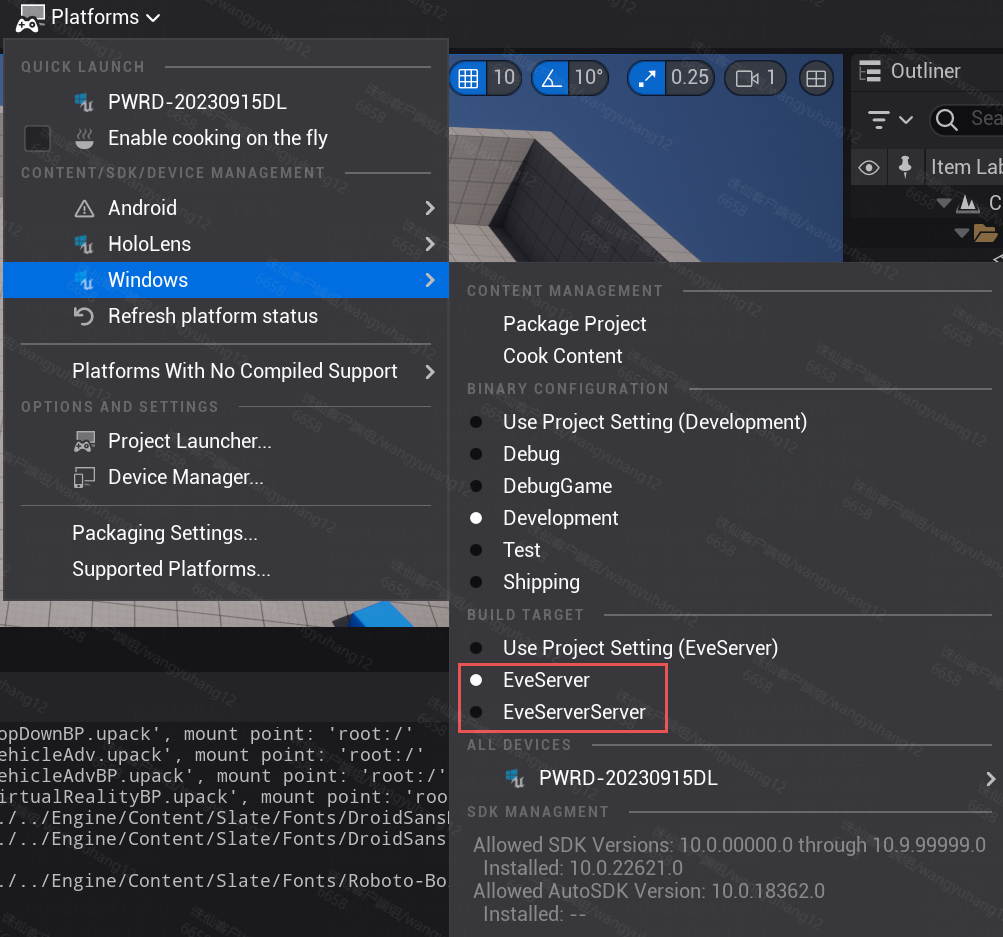 Platforms
QUICK LAUNCH
PWRD-20230915DL
Enable cooking on the fly
CONTENT/SDK/DEVICE MANAGEMENT
Android
HoloLens
Windows
Refresh platform status
Platforms With No Compiled Support
OPTIONS AND SETTINGS
Project Launcher...
Device Manager...
Packaging Settings...
Supported Platforms...
10
10°
0.25
1
Outliner
Sea
Item Lab
C
CONTENT MANAGEMENT
Package Project
Cook Content
BINARY CONFIGURATION
Use Project Setting (Development)
Debug
DebugGame
Development
Test
Shipping
BUILD TARGET
Use Project Setting (EveServer)
EveServer
EveServerServer
ALL DEVICES
PWRD-20230915DL
SDK MANAGMENT
Allowed SDK Versions: 10.0.00000.0 through 10.9.99999.0
Installed: 10.0.22621.0
Allowed AutoSDK Version: 10.0.18362.0
Installed: --
opDownBP.upack', mount point: 'root:/'
ehicleAdv.upack', mount point: 'root:/'
ehicleAdvBP.upack', mount point: 'root:/'
irtualRealityBP.upack', mount point: 'roo
./../Engine/Content/Slate/Fonts/DroidSans
./../Engine/Content/Slate/Fonts/DroidSans
./../Engine/Content/Slate/Fonts/Roboto-Bo